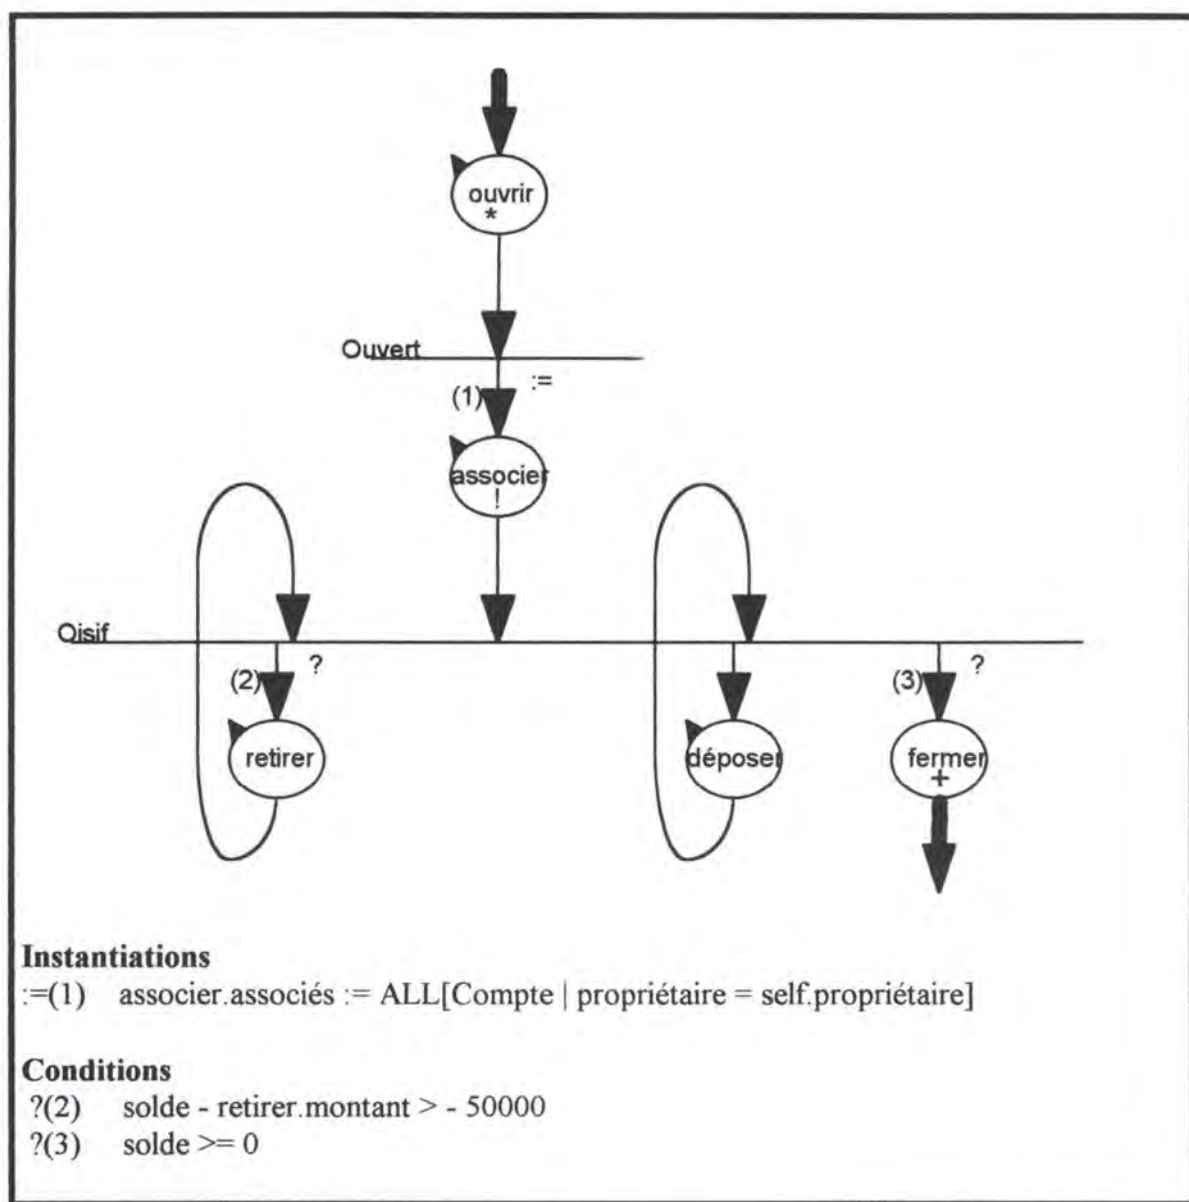 ouvrir
*
Ouvert
:=
(1)
associer
!
Oisif
(2)
?
(3)
?
retirer
déposer
fermer
+
Instantiations
:=(1) associer.associés := ALL[Compte | propriétaire = self.propriétaire]
Conditions
?(2) solde - retirer.montant > - 50000
?(3) solde >= 0